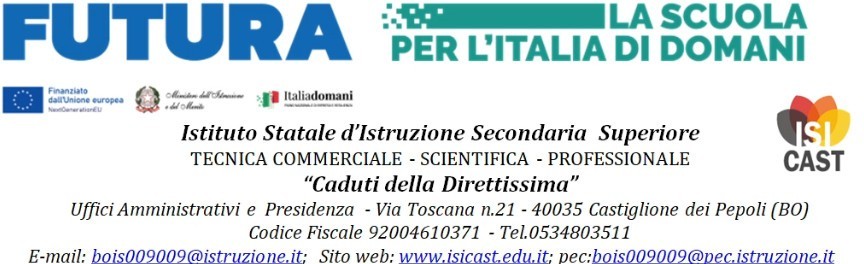 FUTURA
LA SCUOLA
PER L'ITALIA DI DOMANI
Finanziato
dall'Unione europea
NextGenerationEU
Ministero dell'Istruzione
e del Merito
Italiadomani
ISI
CAST
Istituto Statale d'Istruzione Secondaria Superiore
TECNICA COMMERCIALE - SCIENTIFICA - PROFESSIONALE
“Caduti della Direttissima”
Uffici Amministrativi e Presidenza - Via Toscana n.21 - 40035 Castiglione dei Pepoli (BO)
Codice Fiscale 92004610371 - Tel.0534803511
E-mail: bois009009@istruzione.it; Sito web: www.isicast.edu.it; pec:bois009009@pec.istruzione.it